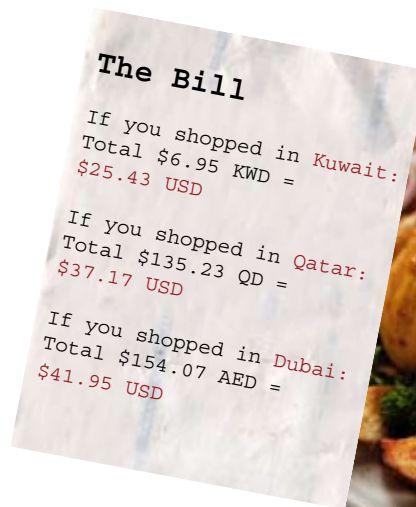 The Bill
If you shopped in Kuwait:
Total $6.95 KWD =
$25.43 USD
If you shopped in Qatar:
Total $135.23 QD =
$37.17 USD
If you shopped in Dubai:
Total $154.07 AED =
$41.95 USD